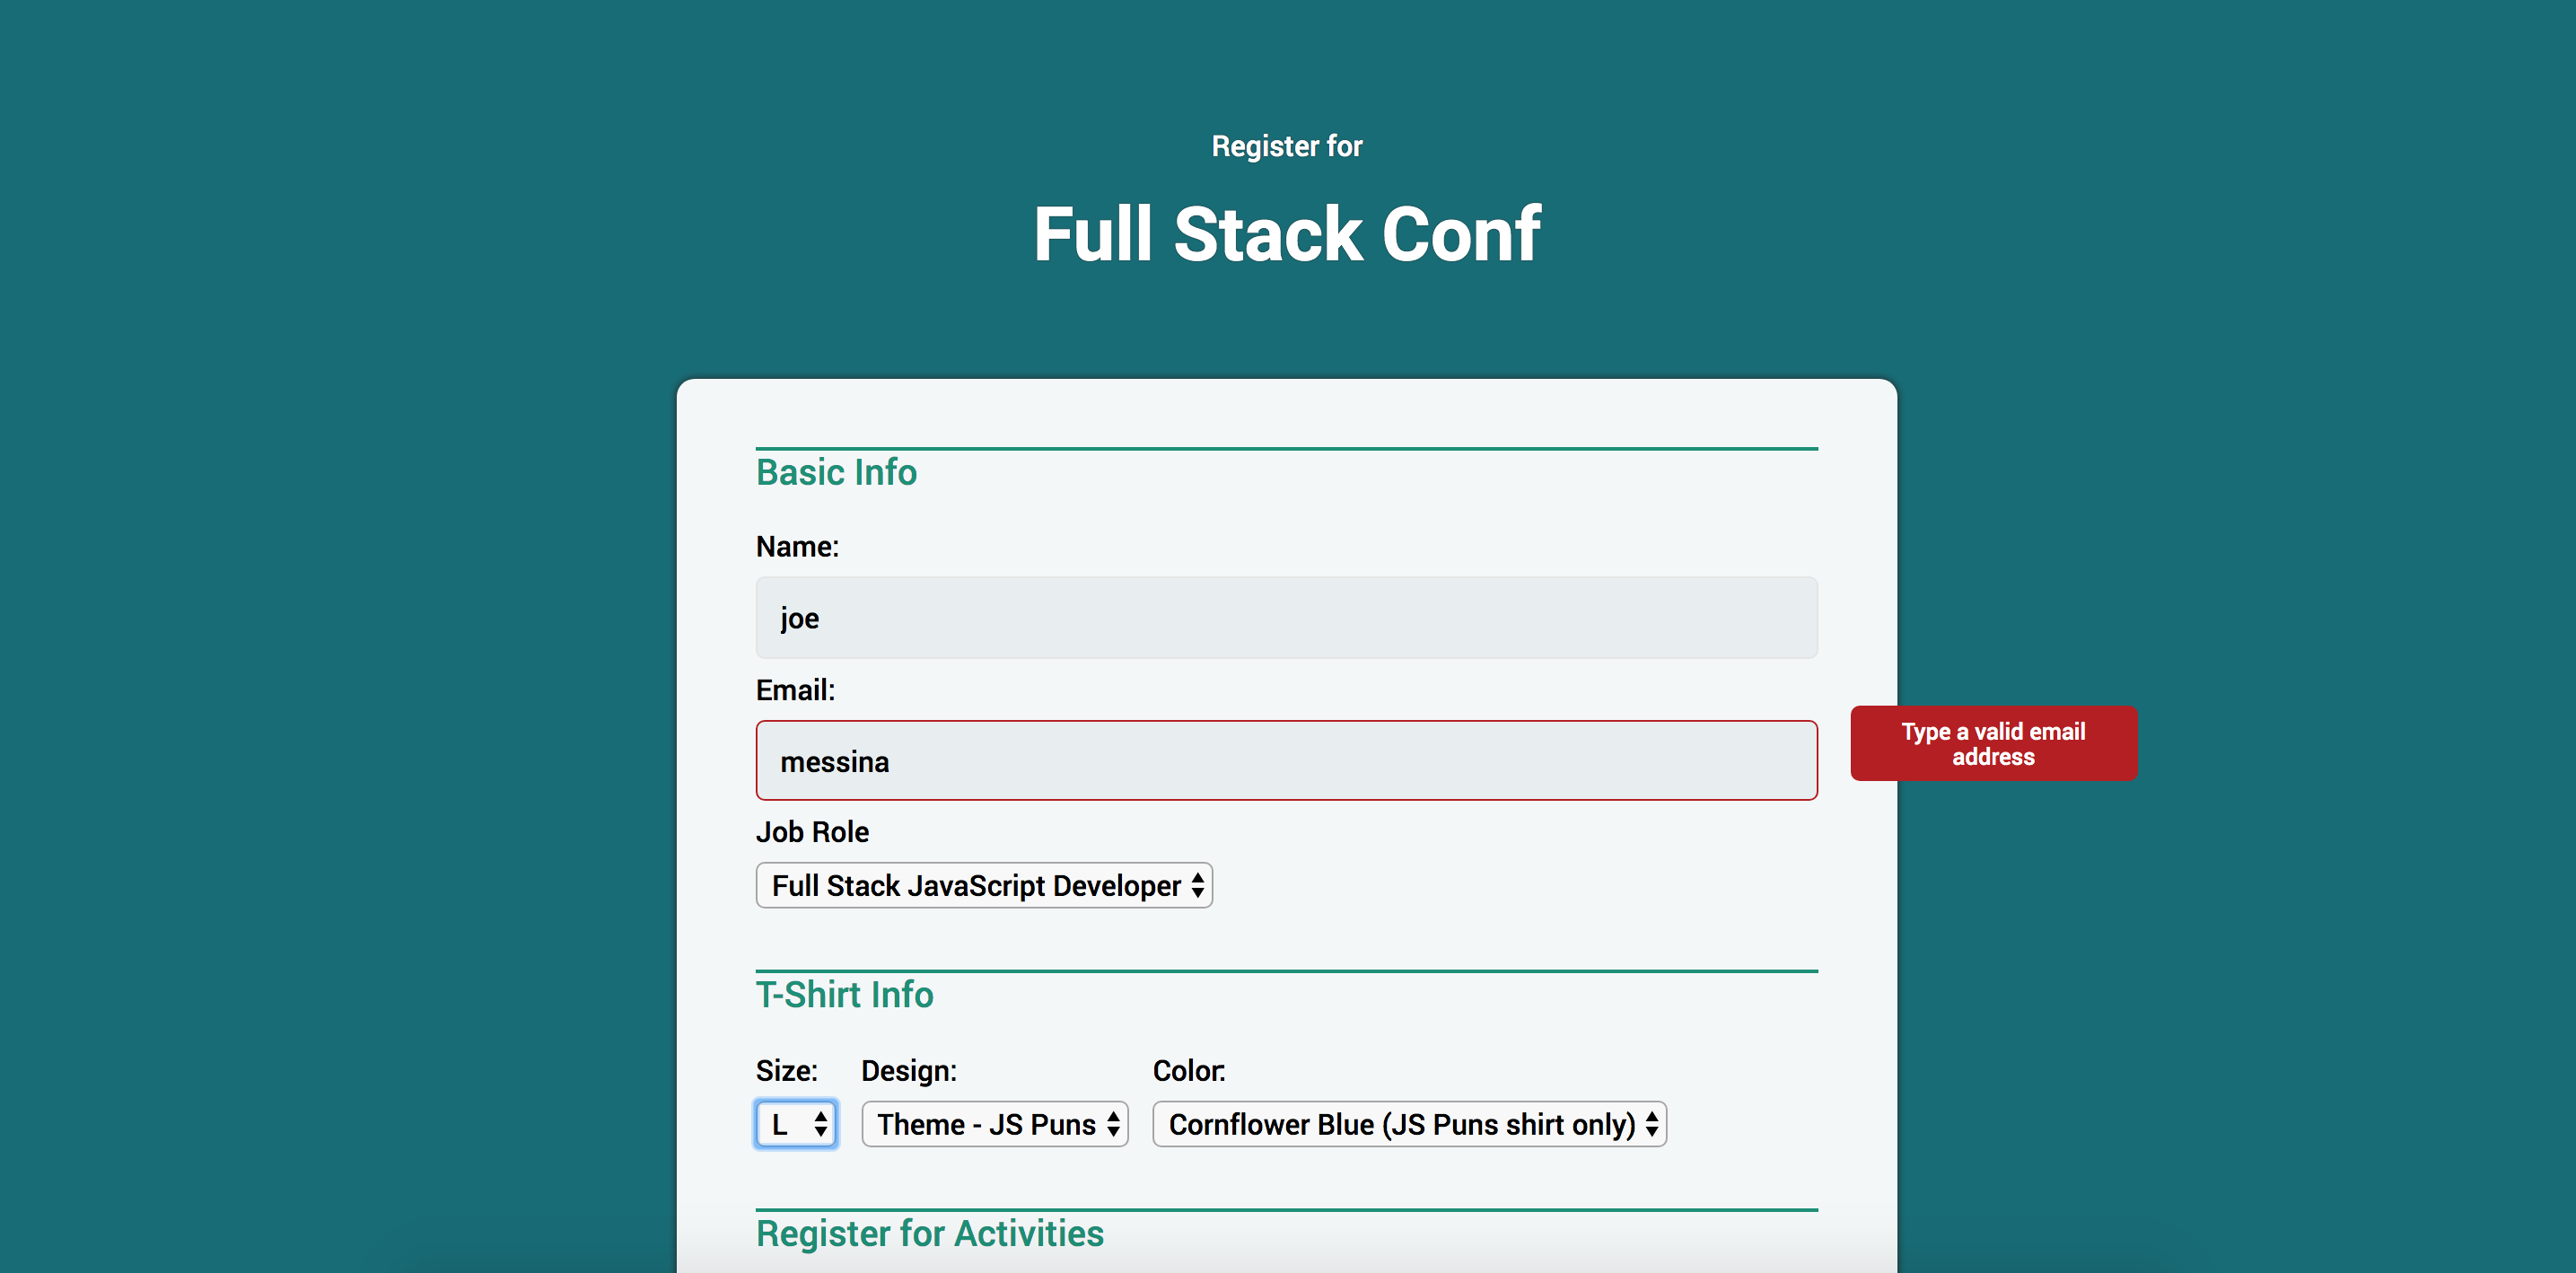 Register for
Full Stack Conf
Basic Info
Name:
joe
Email:
messina
Type a valid email
address
Job Role
Full Stack JavaScript Developer
T-Shirt Info
Size: Design: Color:
L Theme - JS Puns Cornflower Blue (JS Puns shirt only)
Register for Activities